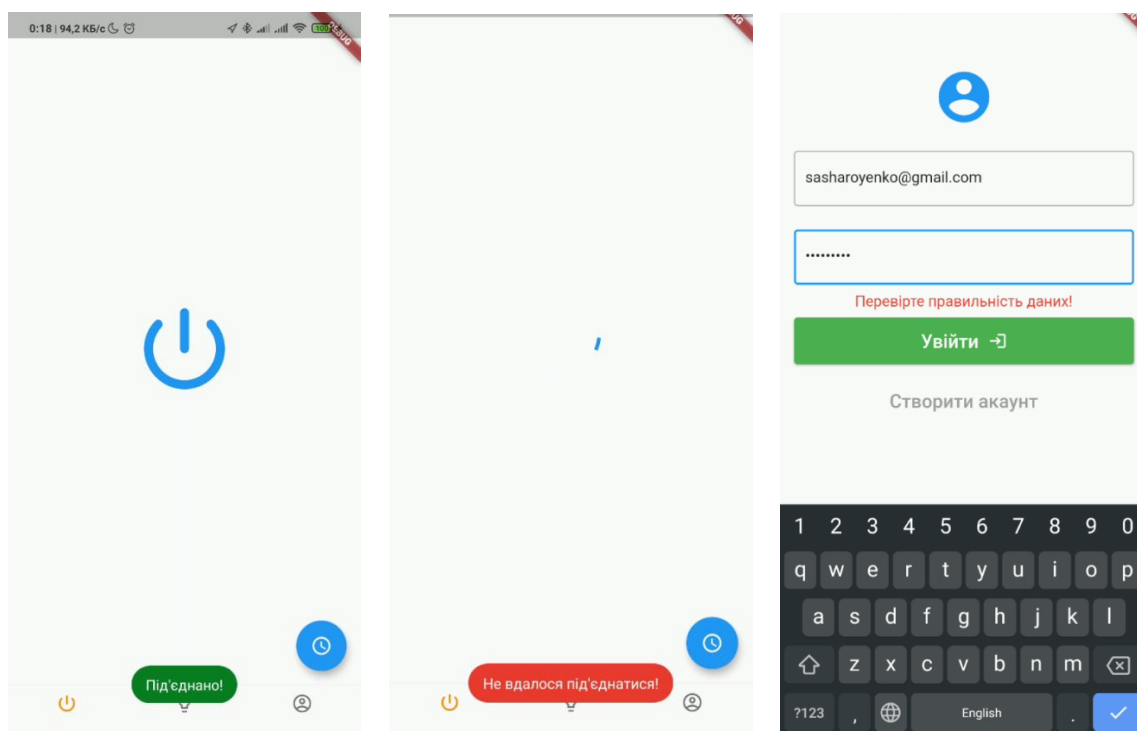 0:18 | 94,2 КБ/с
100
Під'єднано!
Не вдалося під'єднатися!
sasharoyenko@gmail.com
•••••••••
Перевірте правильність даних!
Увійти
Створити акаунт
1 2 3 4 5 6 7 8 9 0
q w e r t y u i o p
a s d f g h j k l
z x c v b n m
?123 , English .